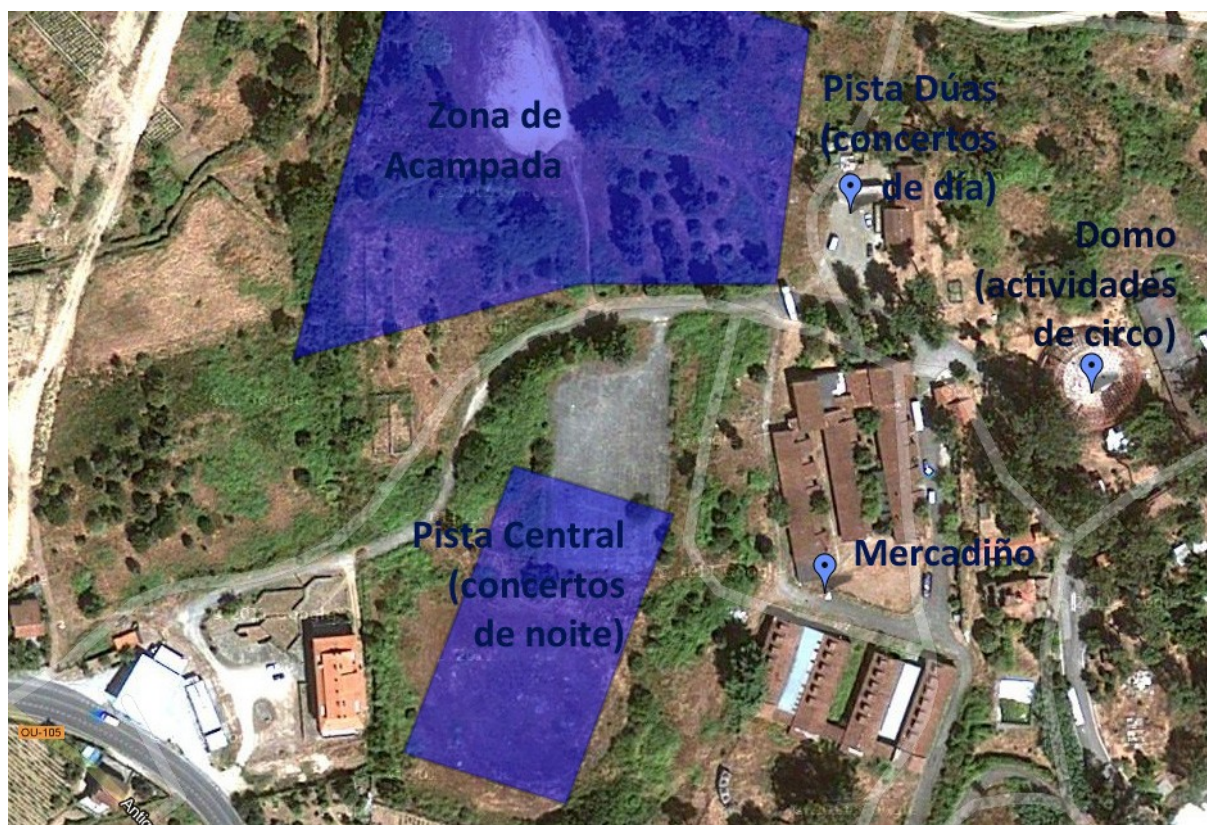 Zona de
Acampada
Pista Dúas
(concertos
de día)
Domo
(actividades
de circo)
Pista Central
(concertos
de noite)
Mercadiño
OU-105